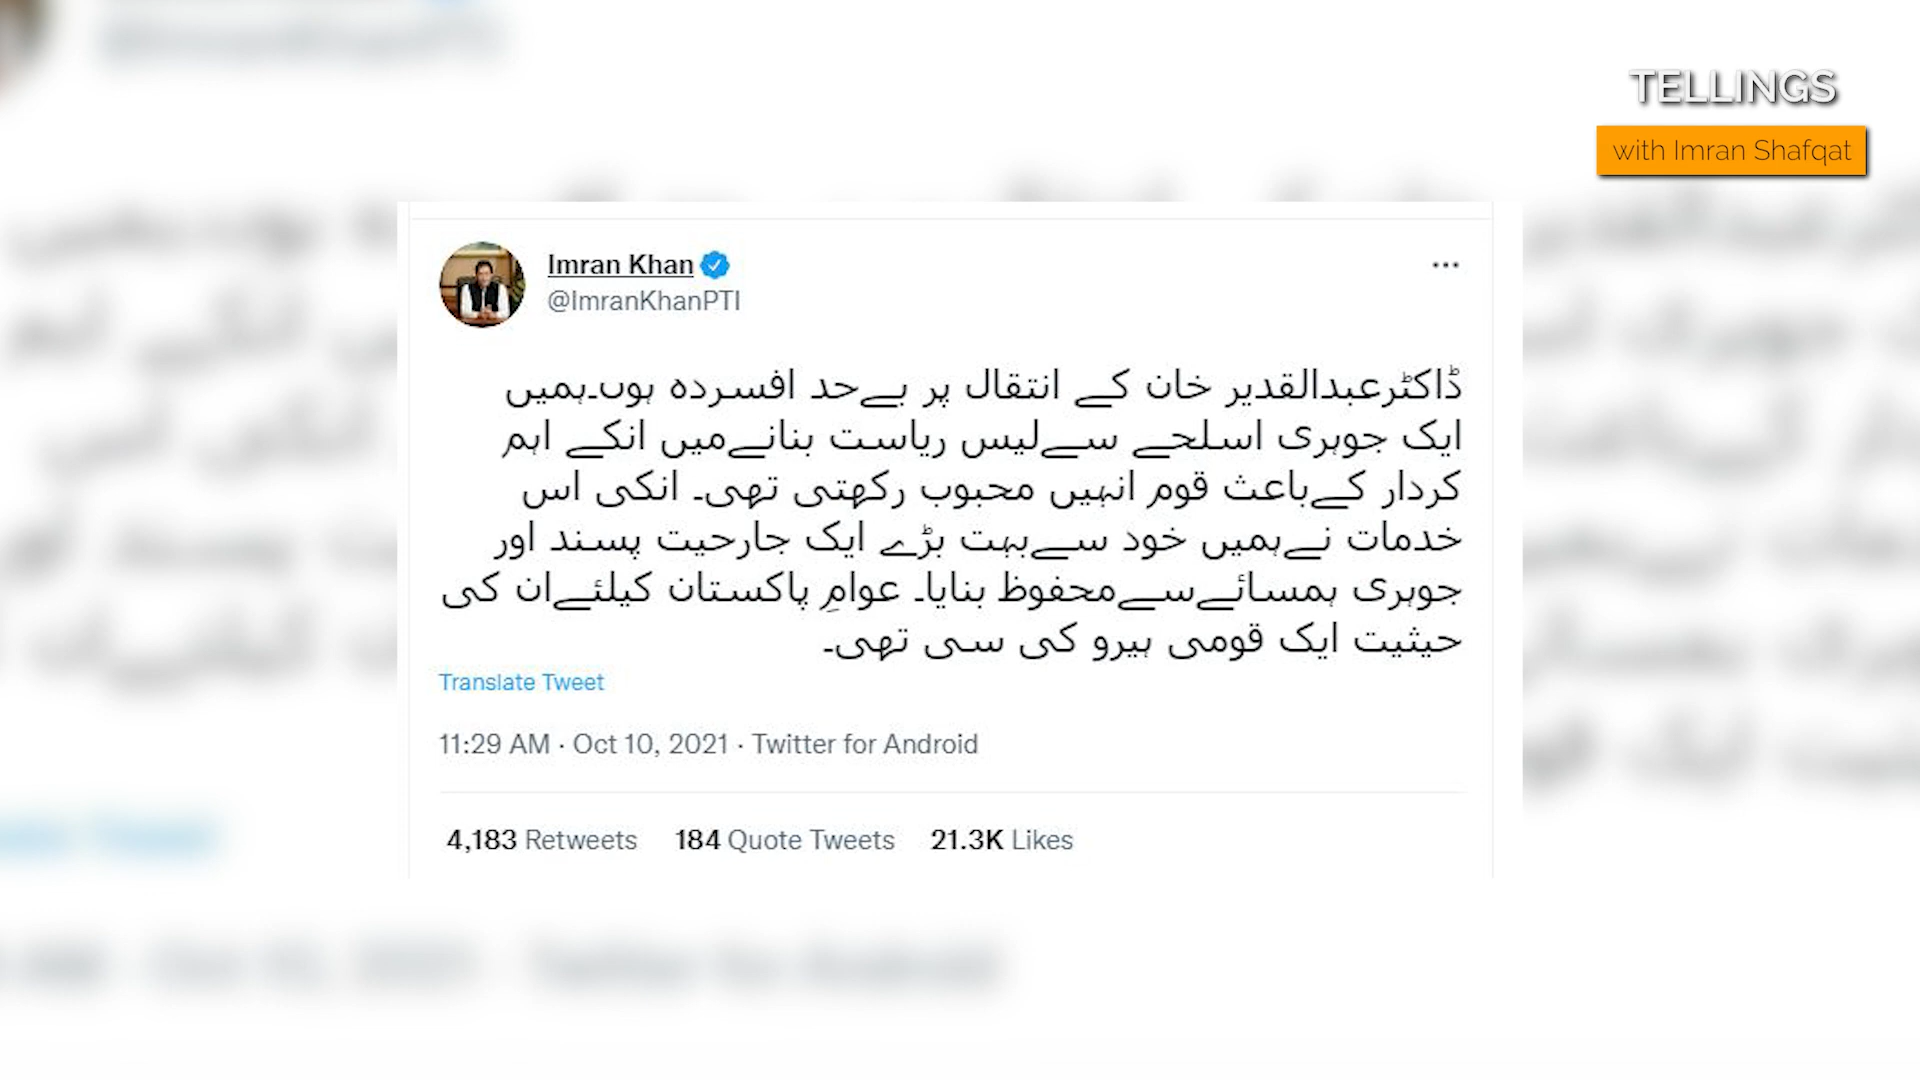 TELLINGS
with Imran Shafqat
Imran Khan
@ImranKhanPTI
ڈاکٹرعبدالقدیر خان کے انتقال پر بےحد افسردہ ہوں۔ہمیں
ایک جوہری اسلحے سےلیس ریاست بنانےمیں انکے اہم
کردار کےباعث قوم انہیں محبوب رکھتی تھی۔ انکی اس
خدمات نےہمیں خود سےبہت بڑے ایک جارحیت پسند اور
جوہری ہمسائےسےمحفوظ بنایا۔ عوامِ پاکستان کیلئےان کی
حیثیت ایک قومی ہیرو کی سی تھی۔
Translate Tweet
11:29 AM · Oct 10, 2021 · Twitter for Android
4,183 Retweets 184 Quote Tweets 21.3K Likes